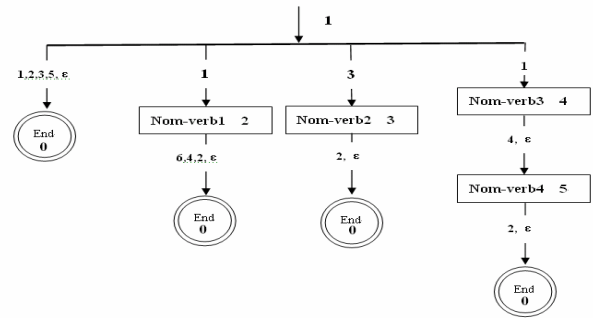 1
1,2,3,5, ε
1
3
1
Nom-verb1 2
Nom-verb2 3
Nom-verb3 4
End
0
6,4,2, ε
2, ε
4, ε
Nom-verb4 5
End
0
End
0
2, ε
End
0